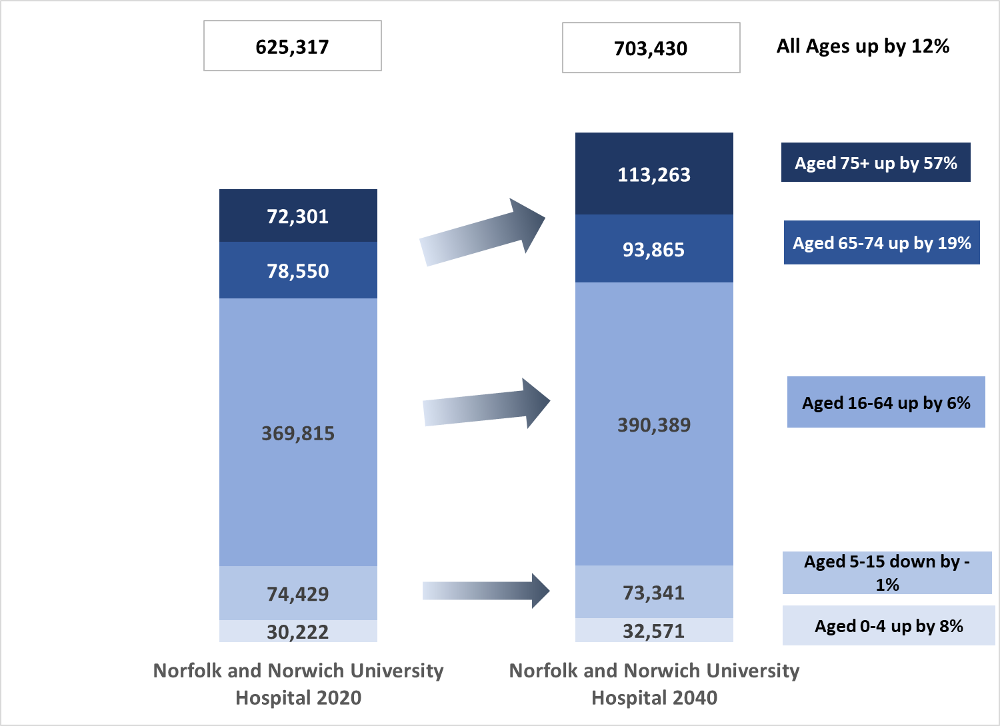 625,317
703,430
All Ages up by 12%
113,263
Aged 75+ up by 57%
72,301
93,865
Aged 65-74 up by 19%
78,550
369,815
390,389
Aged 16-64 up by 6%
74,429
73,341
Aged 5-15 down by -
1%
30,222
32,571
Aged 0-4 up by 8%
Norfolk and Norwich University
Hospital 2020
Norfolk and Norwich University
Hospital 2040